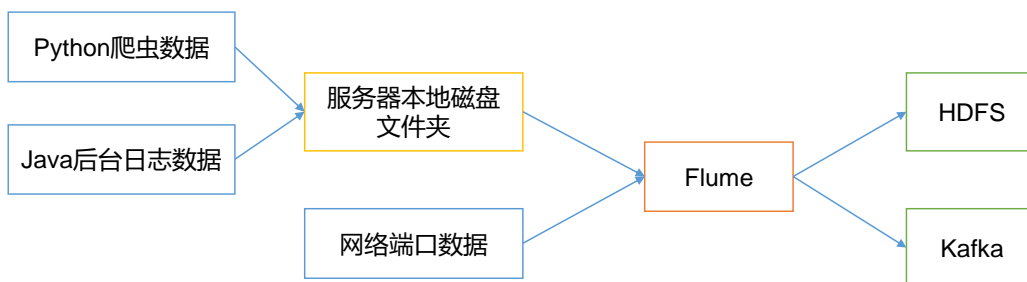 Python爬虫数据
Java后台日志数据
服务器本地磁盘
文件夹
网络端口数据
Flume
HDFS
Kafka